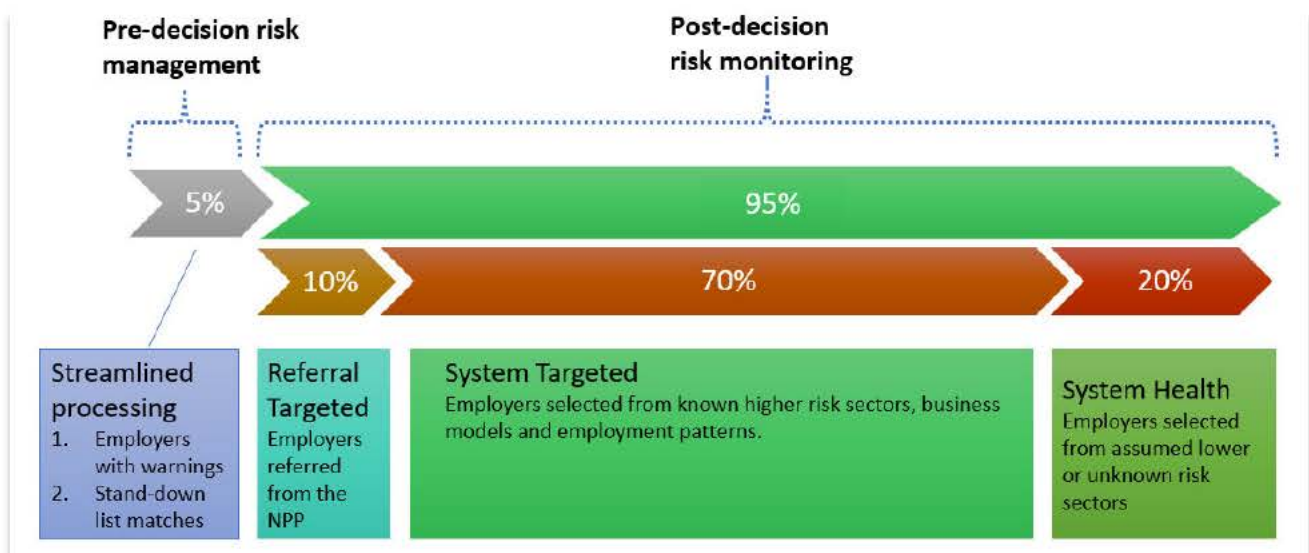 Pre-decision risk
management
Post-decision
risk monitoring
5%
95%
10%
70%
20%
Streamlined
processing
1. Employers
with warnings
2. Stand-down
list matches
Referral
Targeted
Employers
referred
from the
NPP
System Targeted
Employers selected from known higher risk sectors, business
models and employment patterns.
System Health
Employers selected
from assumed lower
or unknown risk
sectors